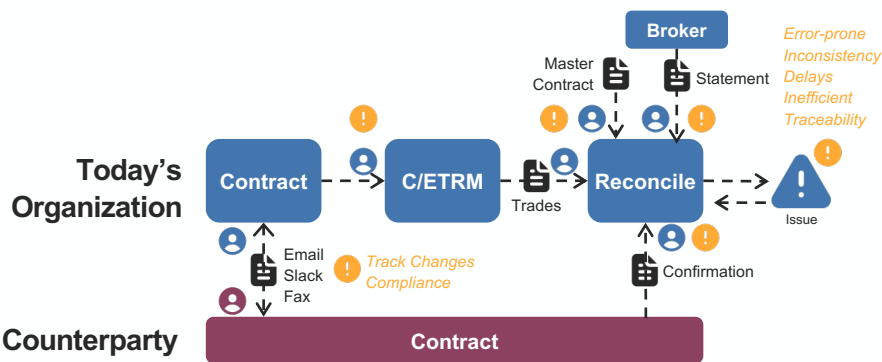 Broker
Error-prone
Inconsistency
Delays
Inefficient
Traceability
Master
Contract
Statement
Today's
Organization
Contract
C/ETRM
Trades
Reconcile
Issue
Email
Slack
Fax
Track Changes
Compliance
Confirmation
Counterparty
Contract